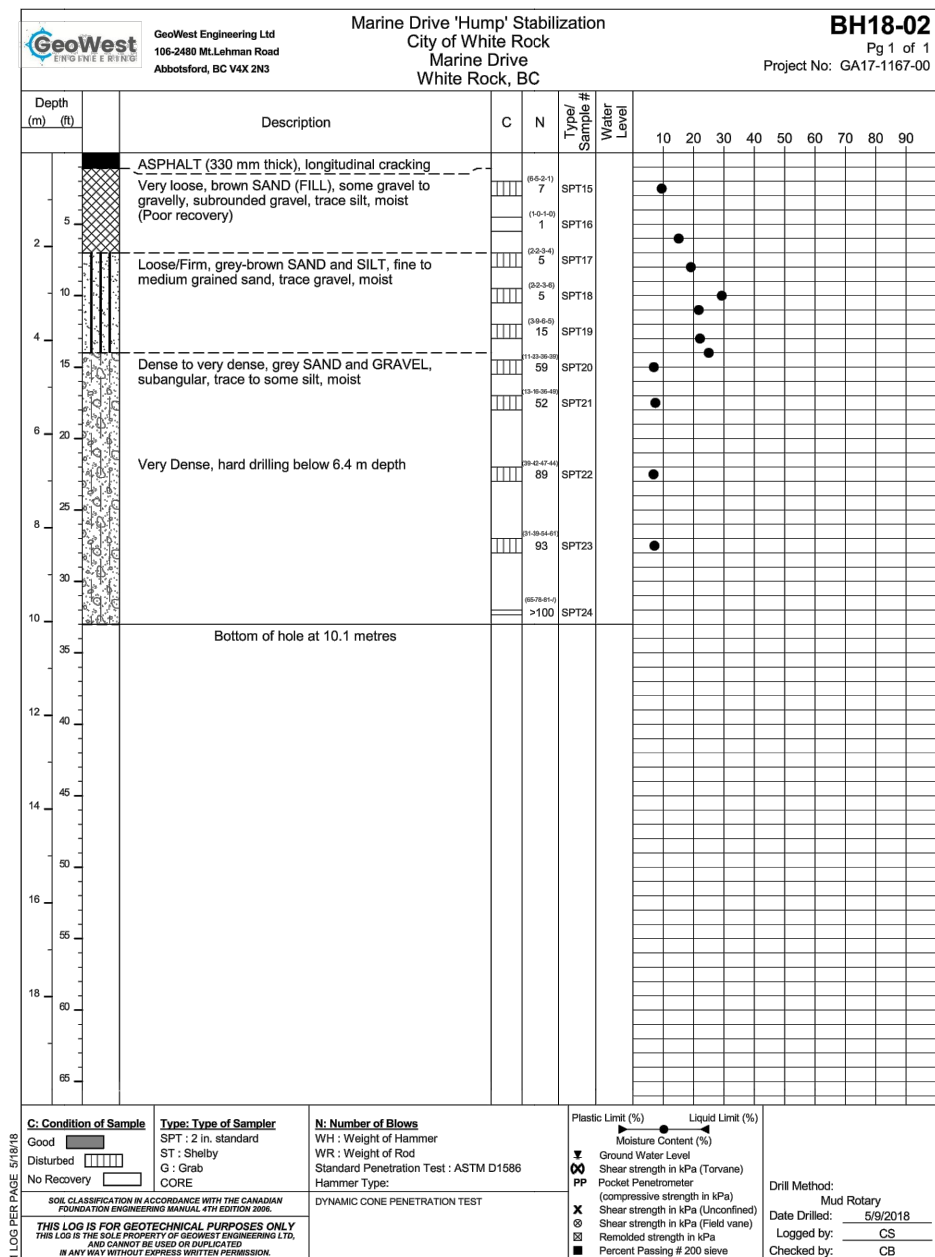 GeoWest
ENGINEERING
GeoWest Engineering Ltd
106-2480 Mt.Lehman Road
Abbotsford, BC V4X 2N3
Marine Drive 'Hump' Stabilization
City of White Rock
Marine Drive
White Rock, BC
BH18-02
Pg 1 of 1
Project No: GA17-1167-00
Depth
(m) (ft)
Description
C
N
Type/
Sample #
Water
Level
10 20 30 40 50 60 70 80 90
ASPHALT (330 mm thick), longitudinal cracking
Very loose, brown SAND (FILL), some gravel to
gravelly, subrounded gravel, trace silt, moist
(Poor recovery)
(6-5-2-1)
7 SPT15
5
(1-0-1-0)
1 SPT16
2
Loose/Firm, grey-brown SAND and SILT, fine to
medium grained sand, trace gravel, moist
(2-2-3-4)
5 SPT17
10
(2-2-3-6)
5 SPT18
4
(3-9-6-5)
15 SPT19
15
Dense to very dense, grey SAND and GRAVEL,
subangular, trace to some silt, moist
(11-23-36-39)
59 SPT20
(13-16-36-49)
52 SPT21
6
20
Very Dense, hard drilling below 6.4 m depth
(39-42-47-44)
89 SPT22
25
8
(31-39-54-61)
93 SPT23
30
(65-78-81-/)
>100 SPT24
10
Bottom of hole at 10.1 metres
35
12
40
45
14
50
16
55
18
60
65
1 LOG PER PAGE 5/18/18
C: Condition of Sample
Good
Disturbed
No Recovery
Type: Type of Sampler
SPT : 2 in. standard
ST : Shelby
G : Grab
CORE
N: Number of Blows
WH : Weight of Hammer
WR : Weight of Rod
Standard Penetration Test : ASTM D1586
Hammer Type:
SOIL CLASSIFICATION IN ACCORDANCE WITH THE CANADIAN
FOUNDATION ENGINEERING MANUAL 4TH EDITION 2006.
THIS LOG IS FOR GEOTECHNICAL PURPOSES ONLY
THIS LOG IS THE SOLE PROPERTY OF GEOWEST ENGINEERING LTD,
AND CANNOT BE USED OR DUPLICATED
IN ANY WAY WITHOUT EXPRESS WRITTEN PERMISSION.
DYNAMIC CONE PENETRATION TEST
Plastic Limit (%) Liquid Limit (%)
Moisture Content (%)
Ground Water Level
Shear strength in kPa (Torvane)
PP Pocket Penetrometer
(compressive strength in kPa)
X Shear strength in kPa (Unconfined)
Shear strength in kPa (Field vane)
Remolded strength in kPa
Percent Passing # 200 sieve
Drill Method:
Mud Rotary
Date Drilled: 5/9/2018
Logged by: CS
Checked by: CB